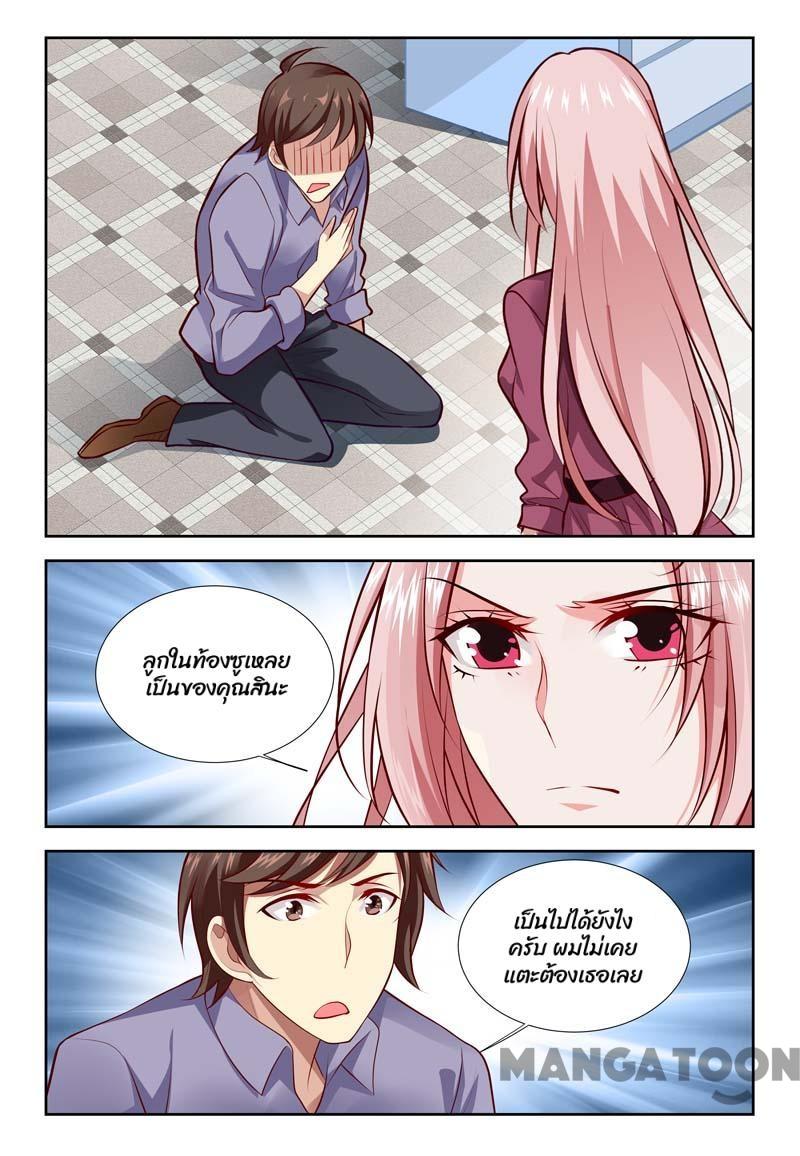 ลูกในท้องซูเหลย
เป็นของคุณสินะ
เป็นไปได้ยังไง
ครับ ผมไม่เคย
แตะต้องเธอเลย
MANGATOON